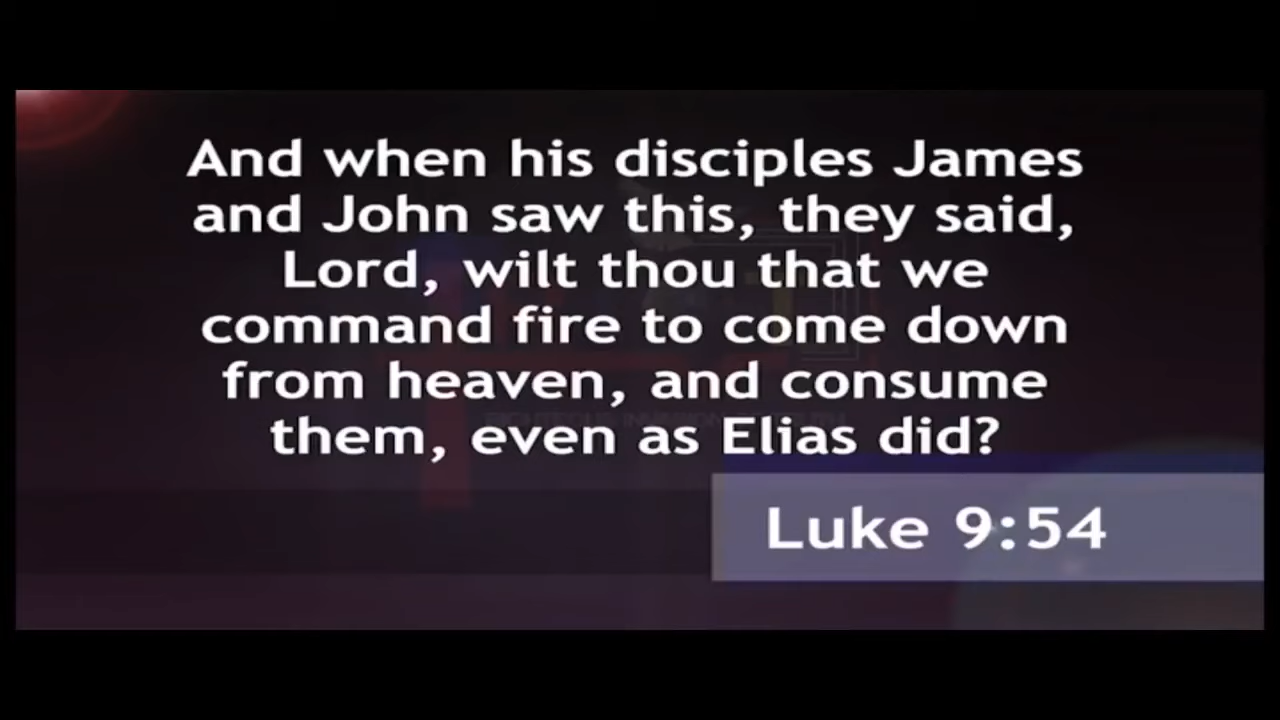 And when his disciples James
and John saw this, they said,
Lord, wilt thou that we
command fire to come down
from heaven, and consume
them, even as Elias did?
Luke 9:54